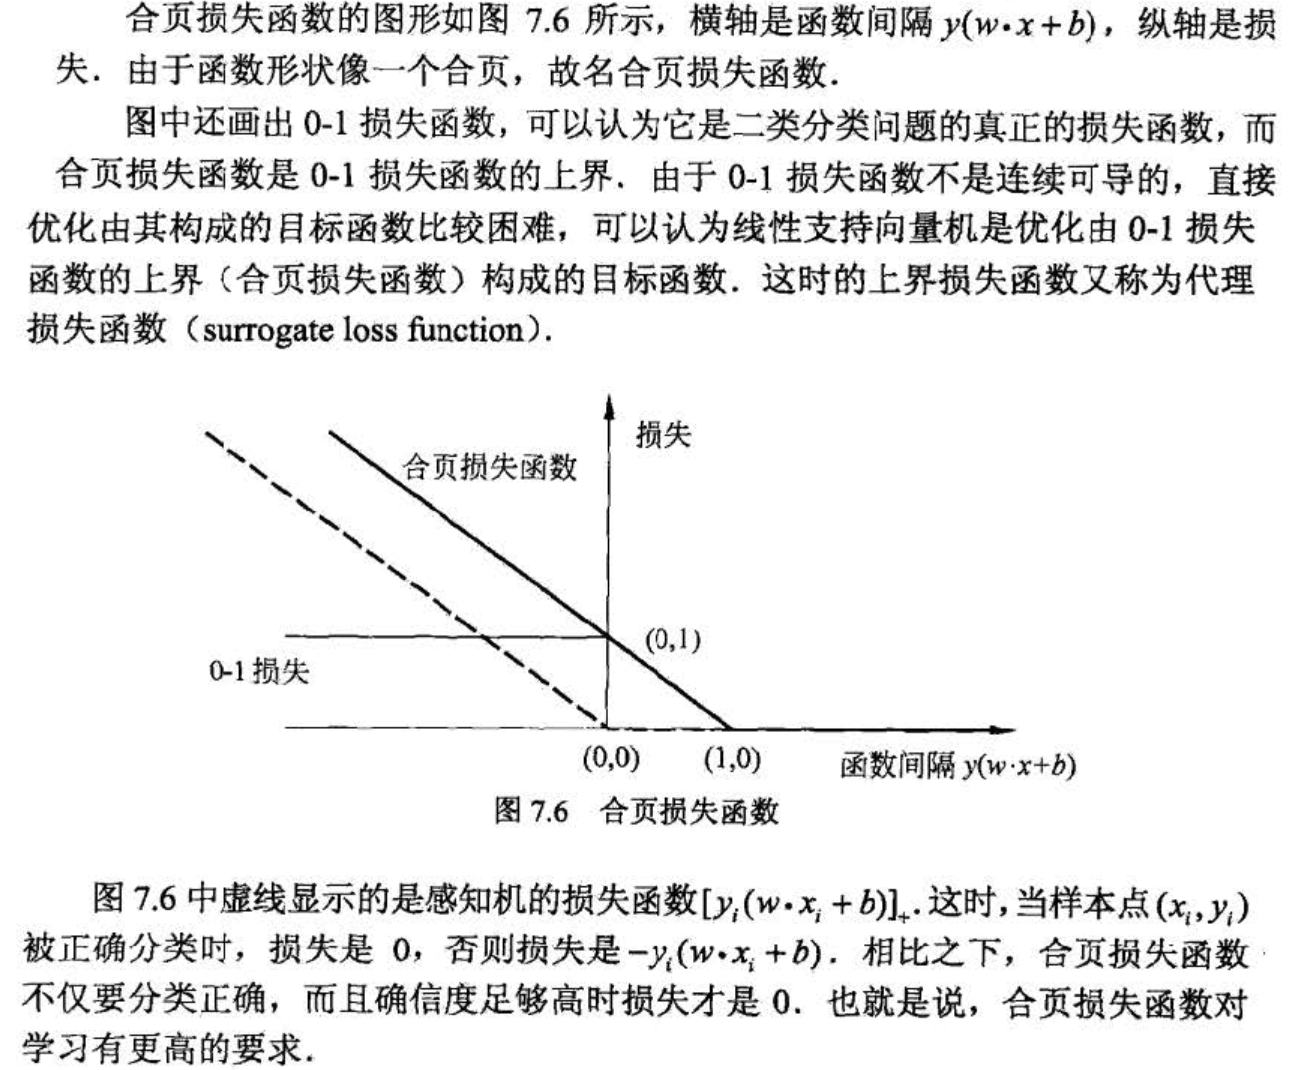 合页损失函数的图形如图 7.6 所示，横轴是函数间隔 y(w·x+b)，纵轴是损
失．由于函数形状像一个合页，故名合页损失函数．
图中还画出 0-1 损失函数，可以认为它是二类分类问题的真正的损失函数，而
合页损失函数是 0-1 损失函数的上界．由于 0-1 损失函数不是连续可导的，直接
优化由其构成的目标函数比较困难，可以认为线性支持向量机是优化由 0-1 损失
函数的上界（合页损失函数）构成的目标函数．这时的上界损失函数又称为代理
损失函数（surrogate loss function）．
损失
合页损失函数
(0,1)
0-1 损失
(0,0)
(1,0)
函数间隔 y(w·x+b)
图 7.6 合页损失函数
图 7.6 中虚线显示的是感知机的损失函数[y_i(w·x_i+b)]_+．这时，当样本点(x_i, y_i)
被正确分类时，损失是 0，否则损失是−y_i(w·x_i+b)．相比之下，合页损失函数
不仅要分类正确，而且确信度足够高时损失才是 0．也就是说，合页损失函数对
学习有更高的要求．